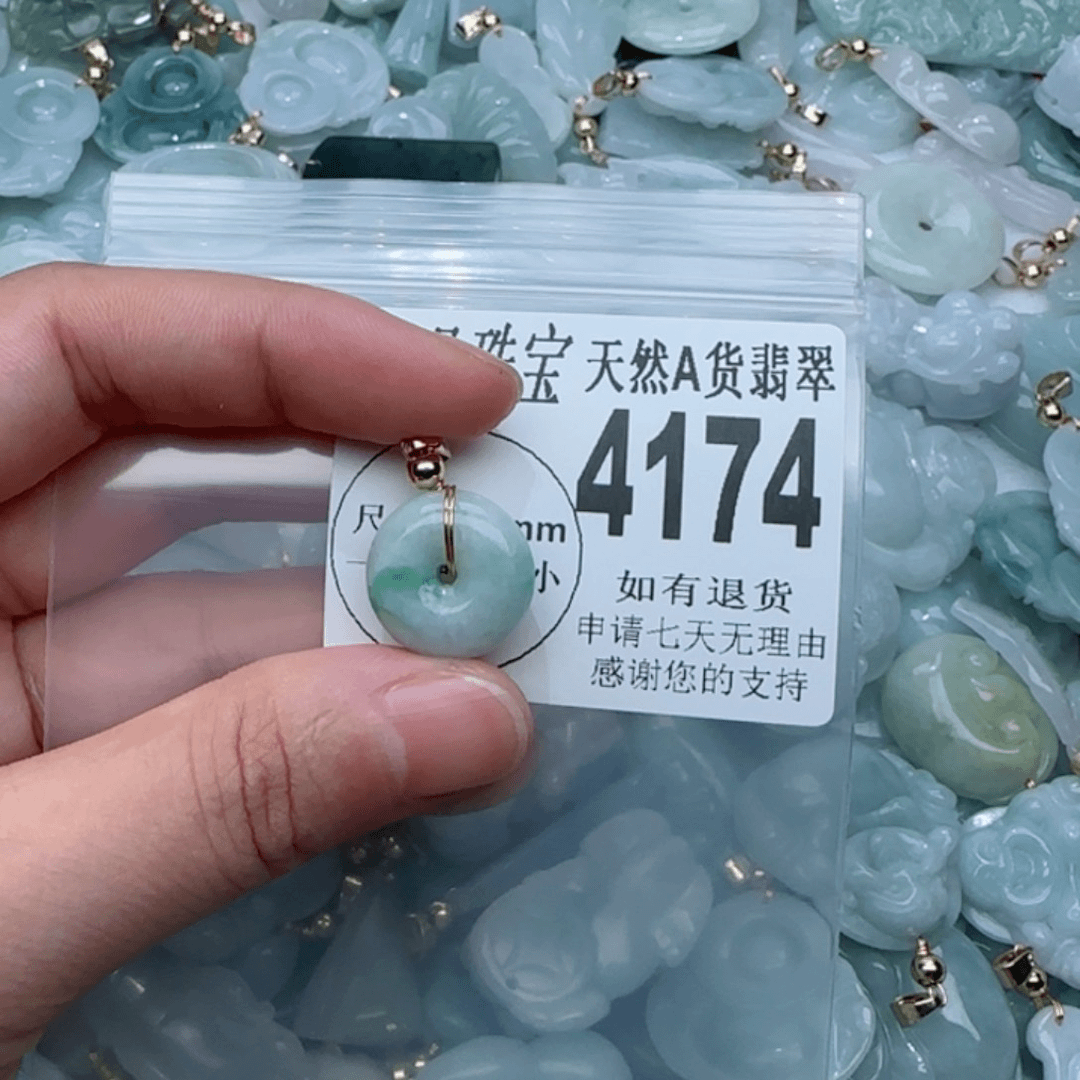 珠宝 天然A货翡翠
4174
尺 mm
小
如有退货
申请七天无理由
感谢您的支持